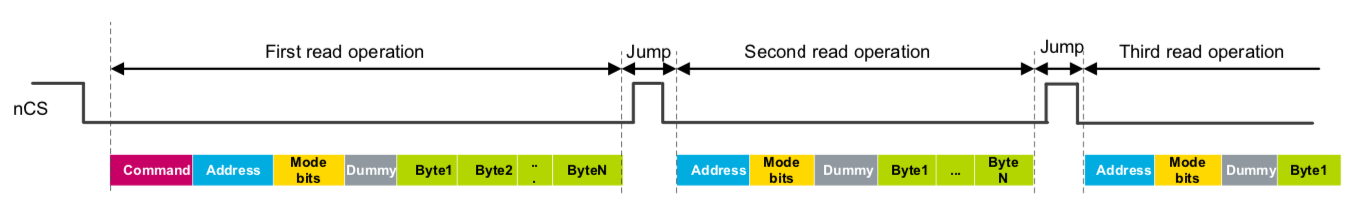 First read operation
Jump
Second read operation
Jump
Third read operation
nCS
Command Address Mode bits Dummy Byte1 Byte2 ... ByteN
Address Mode bits Dummy Byte1 ... Byte N
Address Mode bits Dummy Byte1